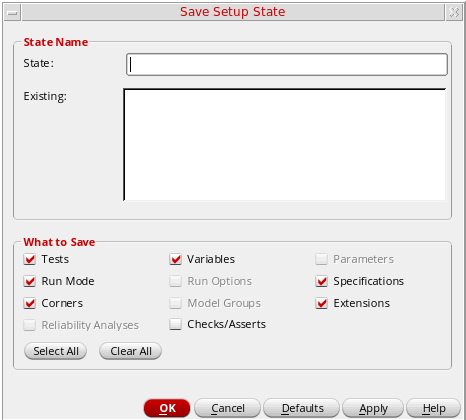 Save Setup State
State Name
State:
Existing:
What to Save
Tests Variables Parameters
Run Mode Run Options Specifications
Corners Model Groups Extensions
Reliability Analyses Checks/Asserts
Select All Clear All
OK Cancel Defaults Apply Help